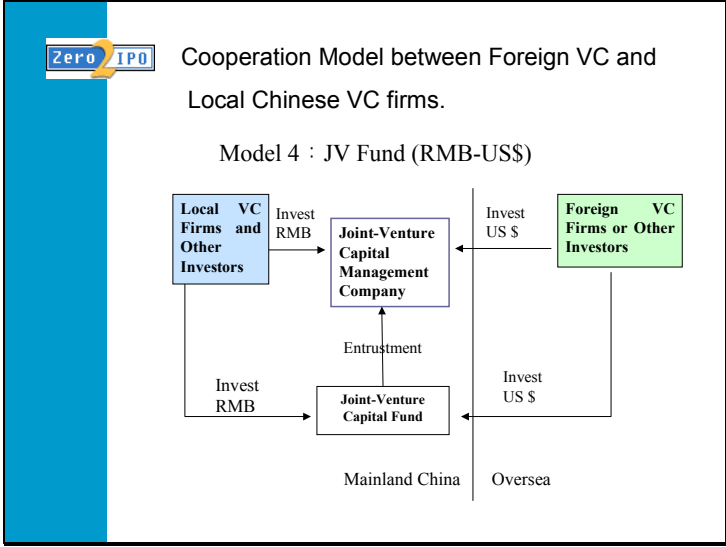 Zero2IPO
Cooperation Model between Foreign VC and
Local Chinese VC firms.
Model 4：JV Fund (RMB-US$)
Local VC
Firms and
Other
Investors
Invest
RMB
Joint-Venture
Capital
Management
Company
Invest
US $
Foreign VC
Firms or Other
Investors
Entrustment
Invest
RMB
Joint-Venture
Capital Fund
Invest
US $
Mainland China
Oversea